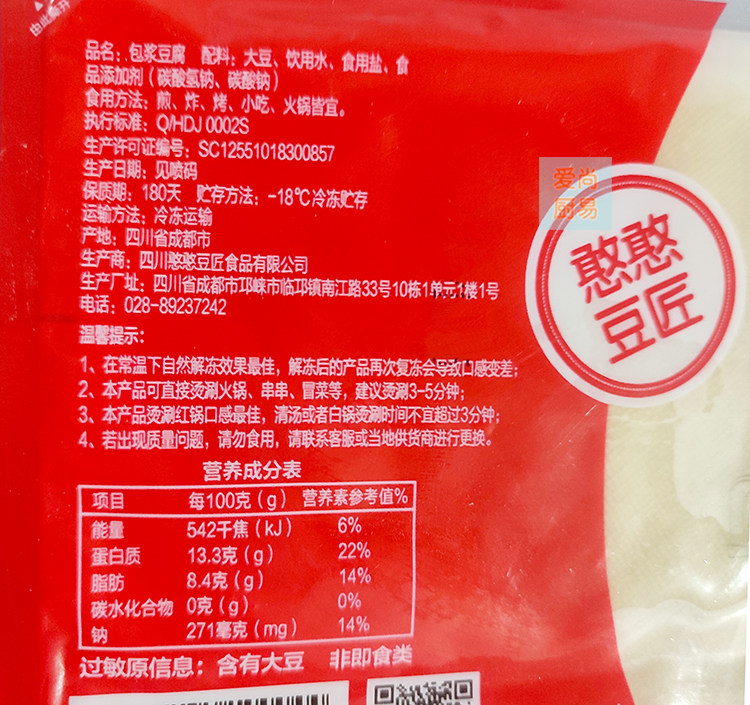 品名：包浆豆腐　配料：大豆、饮用水、食用盐、食
品添加剂（碳酸氢钠、碳酸钠）
食用方法：煎、炸、烤、小吃、火锅皆宜。
执行标准：Q/HDJ 0002S
生产许可证编号：SC12551018300857
生产日期：见喷码
保质期：180天　贮存方法：-18℃冷冻贮存
运输方法：冷冻运输
产地：四川省成都市
生产商：四川憨憨豆匠食品有限公司
生产厂址：四川省成都市邛崃市临邛镇南江路33号10栋1单元1楼1号
电话：028-89237242
温馨提示：
1、在常温下自然解冻效果最佳，解冻后的产品再次复冻会导致口感变差；
2、本产品可直接烫涮火锅、串串、冒菜等，建议烫涮3-5分钟；
3、本产品烫涮红锅口感最佳，清汤或者白锅烫涮时间不宜超过3分钟；
4、若出现质量问题，请勿食用，请联系客服或当地供货商进行更换。
营养成分表
项目　每100克（g）　营养素参考值%
能量　542千焦（kJ）　6%
蛋白质　13.3克（g）　22%
脂肪　8.4克（g）　14%
碳水化合物　0克（g）　0%
钠　271毫克（mg）　14%
过敏原信息：含有大豆　非即食类
爱尚
厨易
憨憨
豆匠